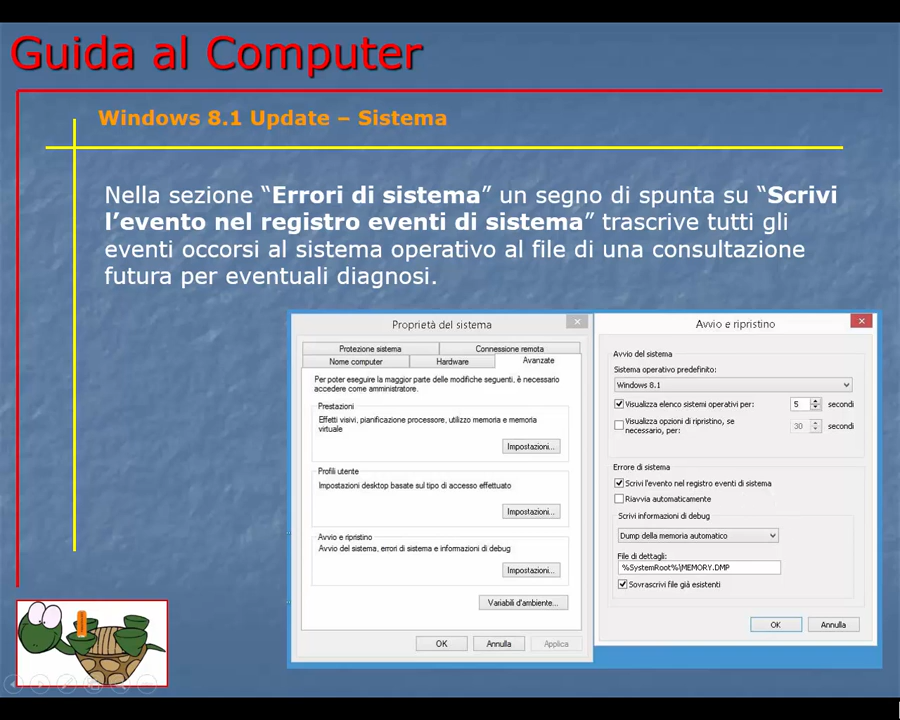 Guida al Computer
Windows 8.1 Update – Sistema
Nella sezione “Errori di sistema” un segno di spunta su “Scrivi
l’evento nel registro eventi di sistema” trascrive tutti gli
eventi occorsi al sistema operativo al file di una consultazione
futura per eventuali diagnosi.
Proprietà del sistema
Protezione sistema
Connessione remota
Nome computer
Hardware
Avanzate
Per poter eseguire la maggior parte delle modifiche seguenti, è necessario
accedere come amministratore.
Prestazioni
Effetti visivi, pianificazione processore, utilizzo memoria e memoria
virtuale
Impostazioni...
Profili utente
Impostazioni desktop basate sul tipo di accesso effettuato
Impostazioni...
Avvio e ripristino
Avvio del sistema, errori di sistema e informazioni di debug
Impostazioni...
Variabili d'ambiente...
OK
Annulla
Applica
Avvio e ripristino
Avvio del sistema
Sistema operativo predefinito:
Windows 8.1
Visualizza elenco sistemi operativi per:
5
secondi
Visualizza opzioni di ripristino, se
necessario, per:
30
secondi
Errore di sistema
Scrivi l'evento nel registro eventi di sistema
Riavvia automaticamente
Scrivi informazioni di debug
Dump della memoria automatico
File di dettagli:
%SystemRoot%\MEMORY.DMP
Sovrascrivi file già esistenti
OK
Annulla